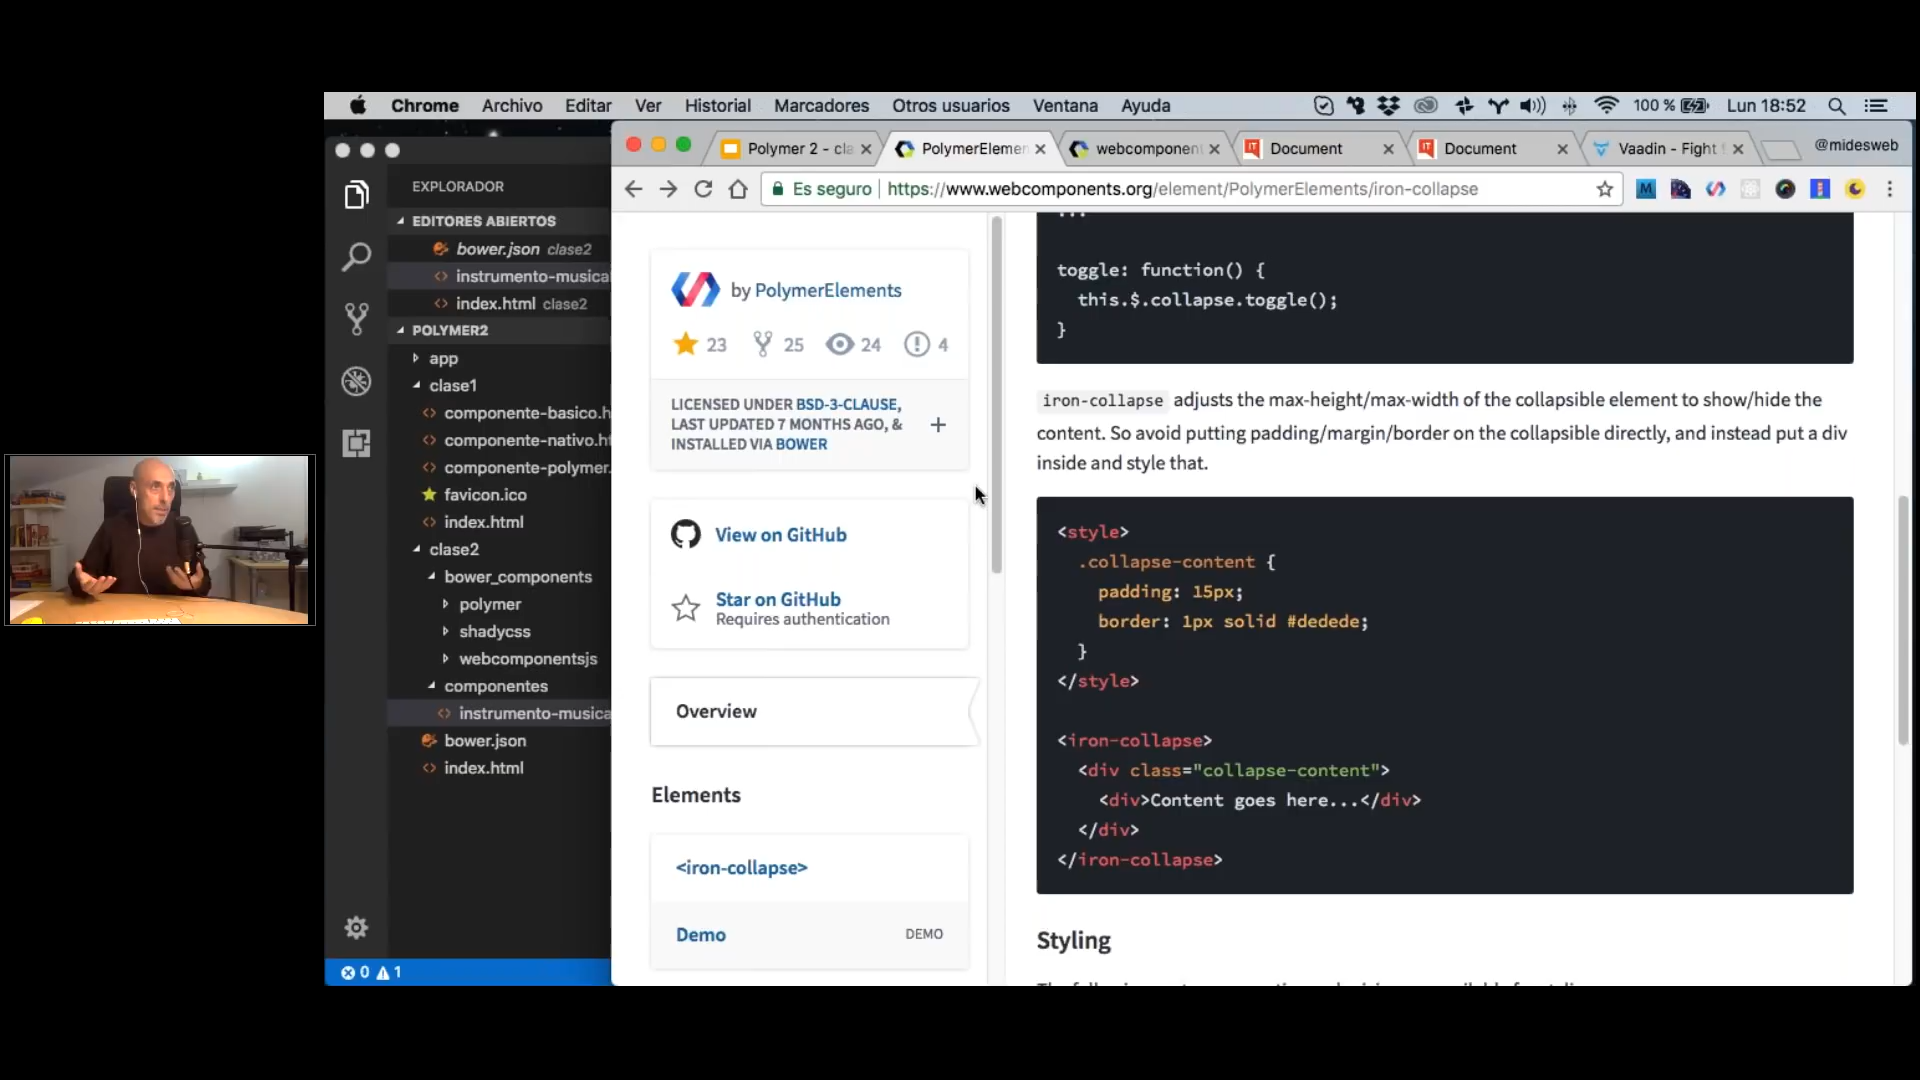 Chrome Archivo Editar Ver Historial Marcadores Otros usuarios Ventana Ayuda 100 % Lun 18:52
Polymer 2 - cla
PolymerElemen
webcomponen
Document
Document
Vaadin - Fight
@midesweb
Es seguro https://www.webcomponents.org/element/PolymerElements/iron-collapse
EXPLORADOR
EDITORES ABIERTOS
bower.json clase2
instrumento-musica
index.html clase2
POLYMER2
app
clase1
componente-basico.h
componente-nativo.ht
componente-polymer.
favicon.ico
index.html
clase2
bower_components
polymer
shadycss
webcomponentsjs
componentes
instrumento-musica
bower.json
index.html
0 1
by PolymerElements
23 25 24 4
LICENSED UNDER BSD-3-CLAUSE,
LAST UPDATED 7 MONTHS AGO, &
INSTALLED VIA BOWER
+
View on GitHub
Star on GitHub
Requires authentication
Overview
Elements
<iron-collapse>
Demo DEMO
...
toggle: function() {
this.$.collapse.toggle();
}
iron-collapse adjusts the max-height/max-width of the collapsible element to show/hide the
content. So avoid putting padding/margin/border on the collapsible directly, and instead put a div
inside and style that.
<style>
.collapse-content {
padding: 15px;
border: 1px solid #dedede;
}
</style>
<iron-collapse>
<div class="collapse-content">
<div>Content goes here...</div>
</div>
</iron-collapse>
Styling